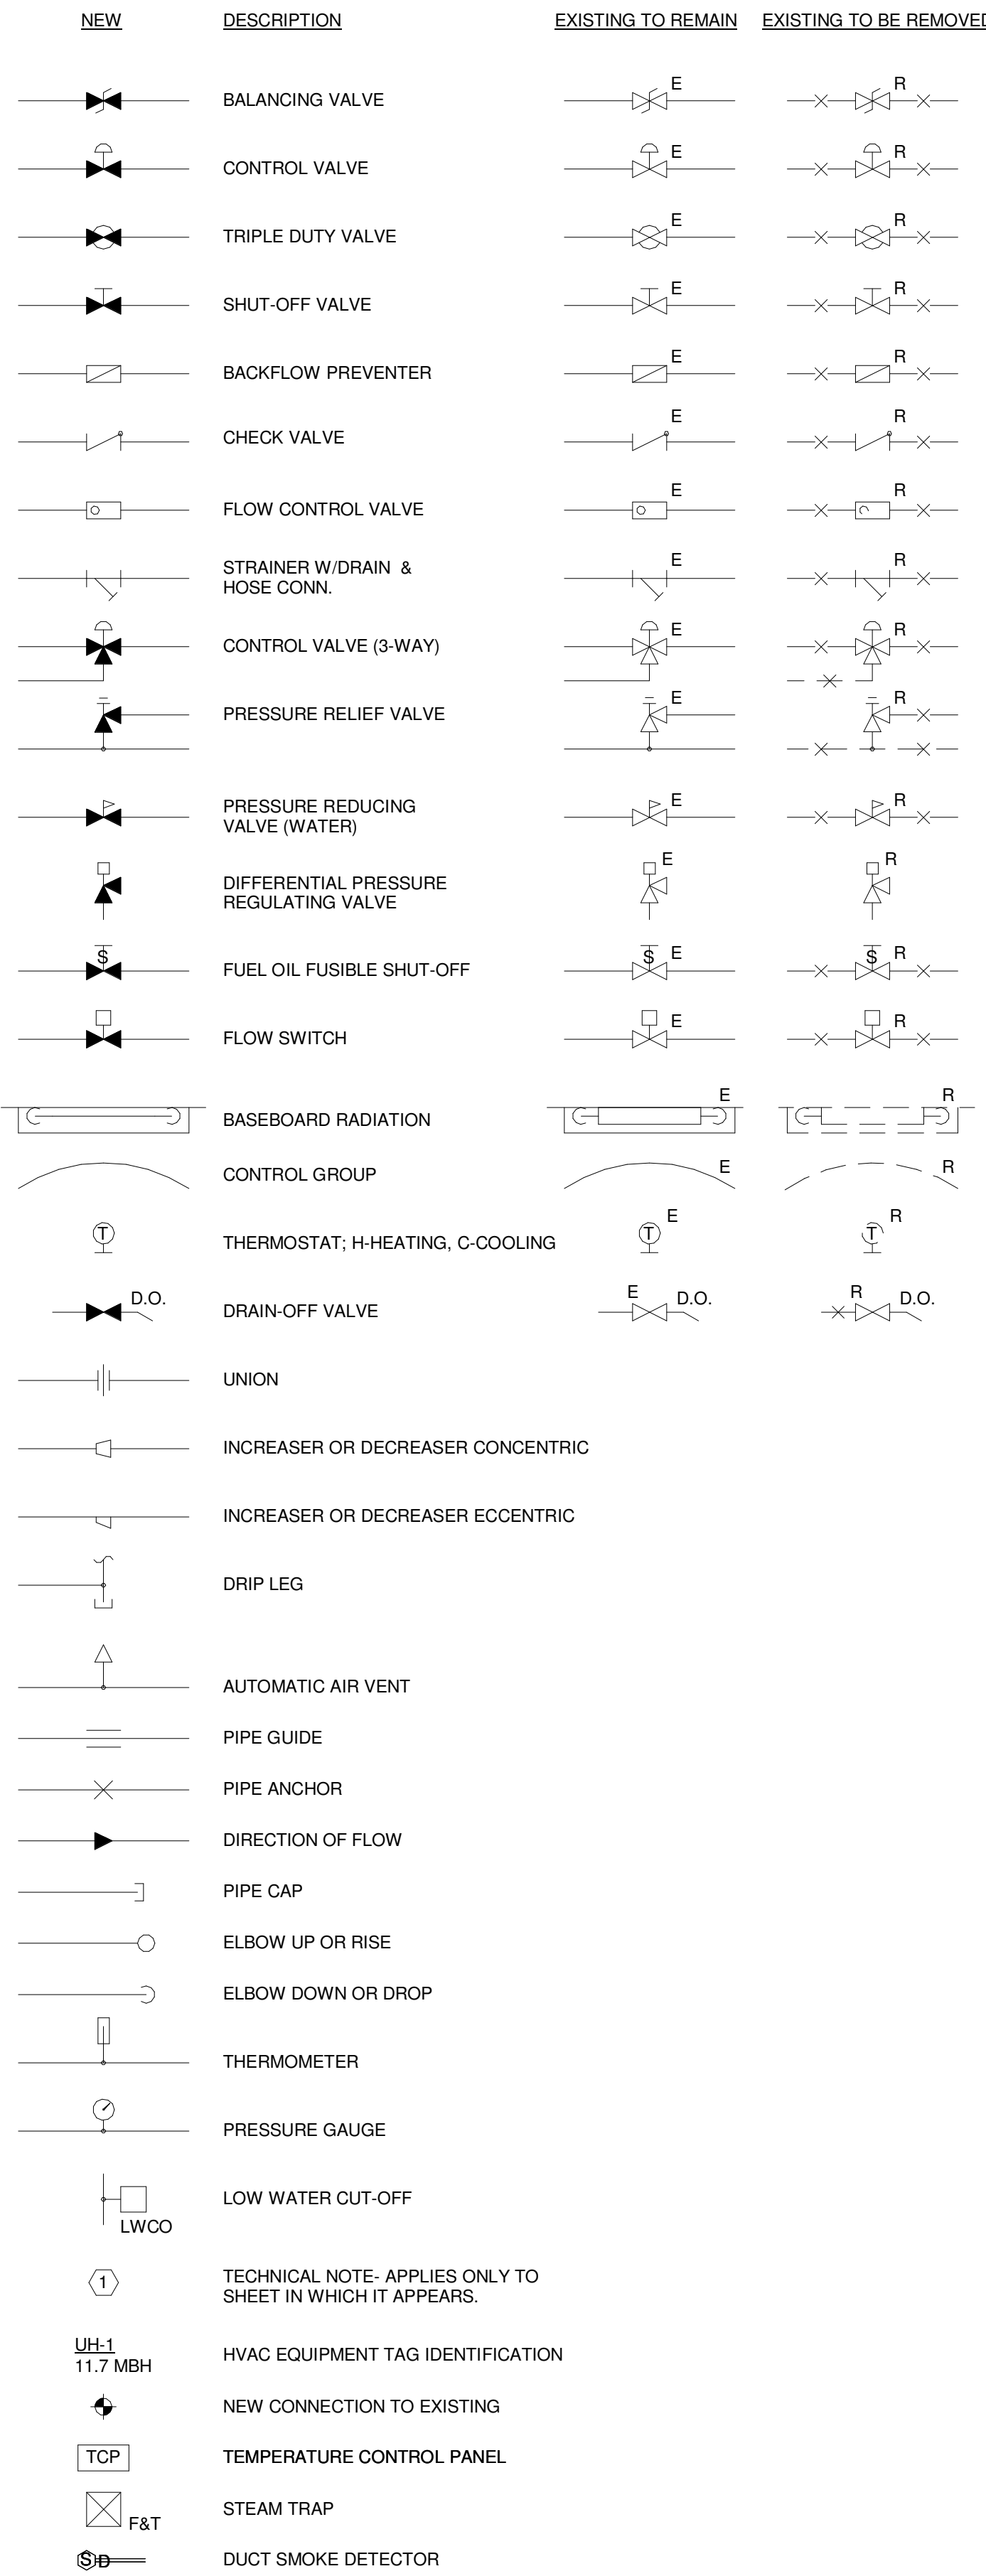 NEW DESCRIPTION EXISTING TO REMAIN EXISTING TO BE REMOVED
BALANCING VALVE E R
CONTROL VALVE E R
TRIPLE DUTY VALVE E R
SHUT-OFF VALVE E R
BACKFLOW PREVENTER E R
CHECK VALVE E R
FLOW CONTROL VALVE E R
STRAINER W/DRAIN & E R
HOSE CONN.
CONTROL VALVE (3-WAY) E R
PRESSURE RELIEF VALVE E R
PRESSURE REDUCING E R
VALVE (WATER)
DIFFERENTIAL PRESSURE E R
REGULATING VALVE
S FUEL OIL FUSIBLE SHUT-OFF S E S R
FLOW SWITCH E R
BASEBOARD RADIATION E R
CONTROL GROUP E R
T THERMOSTAT; H-HEATING, C-COOLING T E T R
D.O. DRAIN-OFF VALVE E D.O. R D.O.
UNION
INCREASER OR DECREASER CONCENTRIC
INCREASER OR DECREASER ECCENTRIC
DRIP LEG
AUTOMATIC AIR VENT
PIPE GUIDE
PIPE ANCHOR
DIRECTION OF FLOW
PIPE CAP
ELBOW UP OR RISE
ELBOW DOWN OR DROP
THERMOMETER
PRESSURE GAUGE
LOW WATER CUT-OFF
LWCO
1 TECHNICAL NOTE- APPLIES ONLY TO
SHEET IN WHICH IT APPEARS.
UH-1
11.7 MBH HVAC EQUIPMENT TAG IDENTIFICATION
NEW CONNECTION TO EXISTING
TCP TEMPERATURE CONTROL PANEL
F&T STEAM TRAP
S D DUCT SMOKE DETECTOR